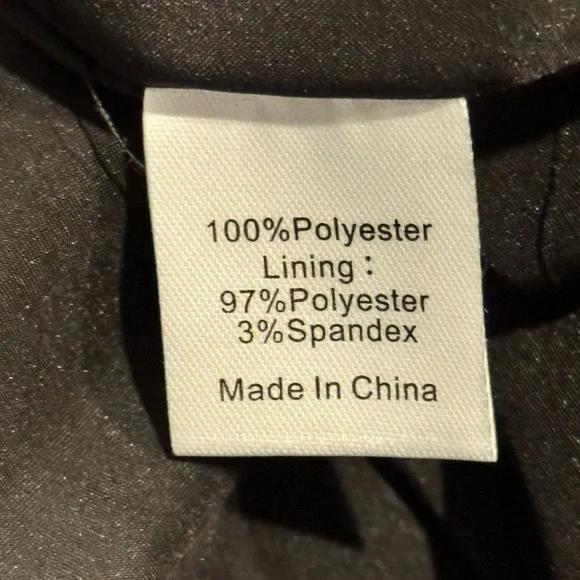 100%Polyester
Lining：
97%Polyester
3%Spandex
Made In China